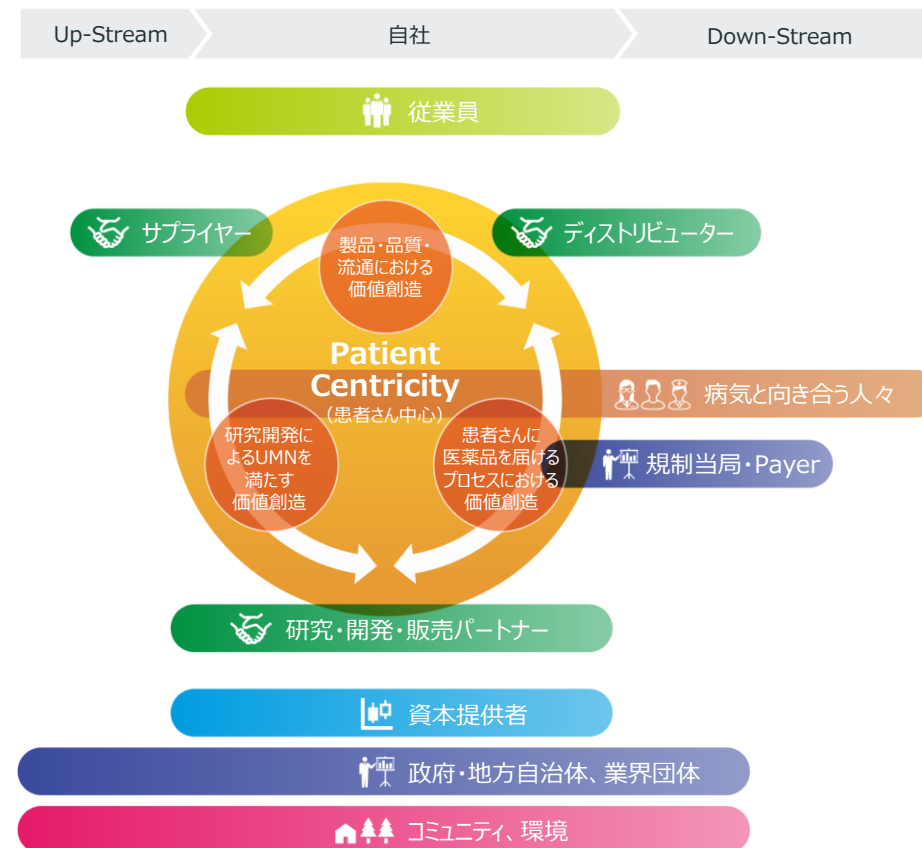 Up-Stream
自社
Down-Stream
従業員
サプライヤー
ディストリビューター
製品・品質・
流通における
価値創造
Patient
Centricity
(患者さん中心)
病気と向き合う人々
研究開発に
よるUMNを
満たす
価値創造
患者さんに
医薬品を届ける
プロセスにおける
価値創造
規制当局・Payer
研究・開発・販売パートナー
資本提供者
政府・地方自治体、業界団体
コミュニティ、環境